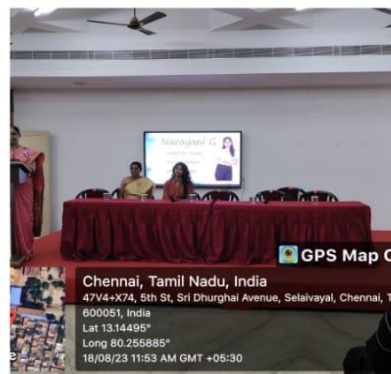 Narayani G
GPS Map C
Chennai, Tamil Nadu, India
47V4+X74, 5th St, Sri Dhurghai Avenue, Selaivayal, Chennai, T
600051, India
Lat 13.14495°
Long 80.255885°
18/08/23 11:53 AM GMT +05:30